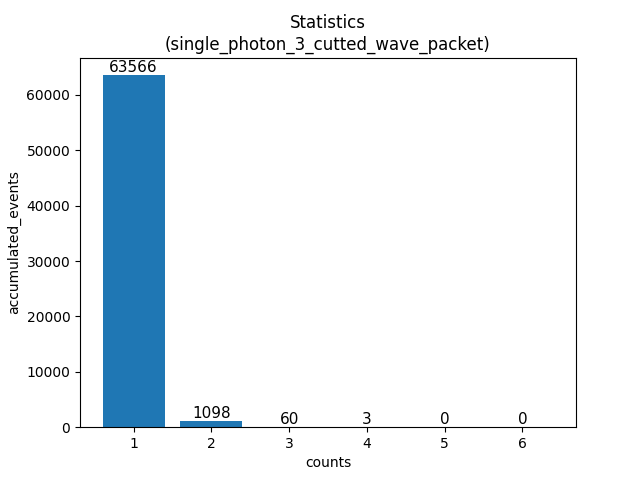 Statistics
(single_photon_3_cutted_wave_packet)
63566
60000
50000
40000
30000
20000
10000
0
accumulated_events
1098
60
3
0
0
1 2 3 4 5 6
counts